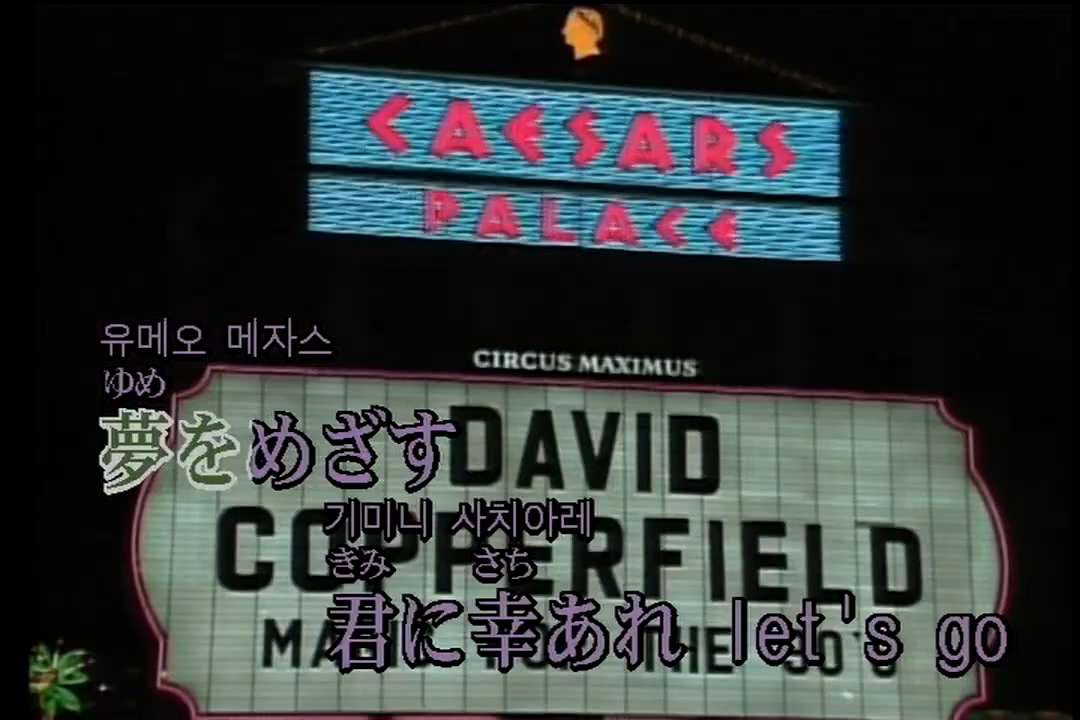 CAESARS
PALACE
CIRCUS MAXIMUS
유메오 메자스
ゆめ
夢をめざす
DAVID
기미니 사치아레
COPPERFIELD
きみ さち
君に幸あれ let's go
THE